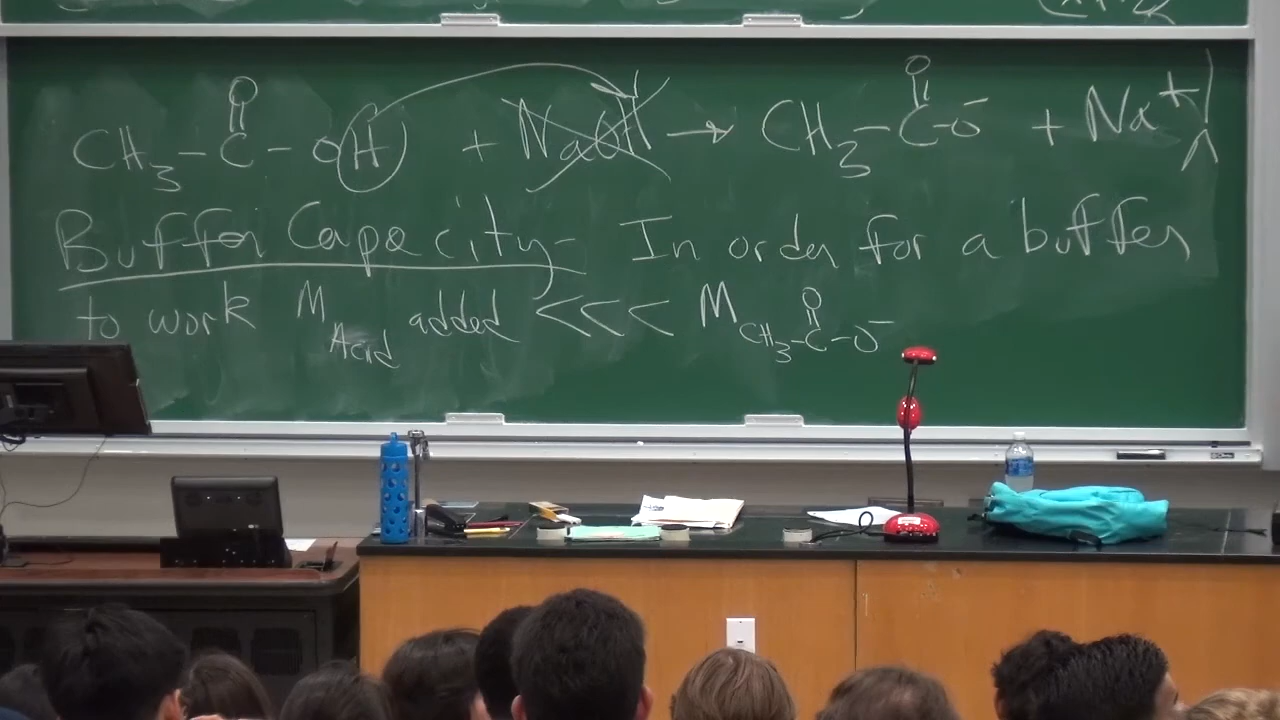 O O
CH3 - C - OH + NaOH → CH3 - C - O⁻ + Na⁺
Buffer Capacity - In order for a buffer
to work M Acid added <<< M CH3-C-O⁻
O